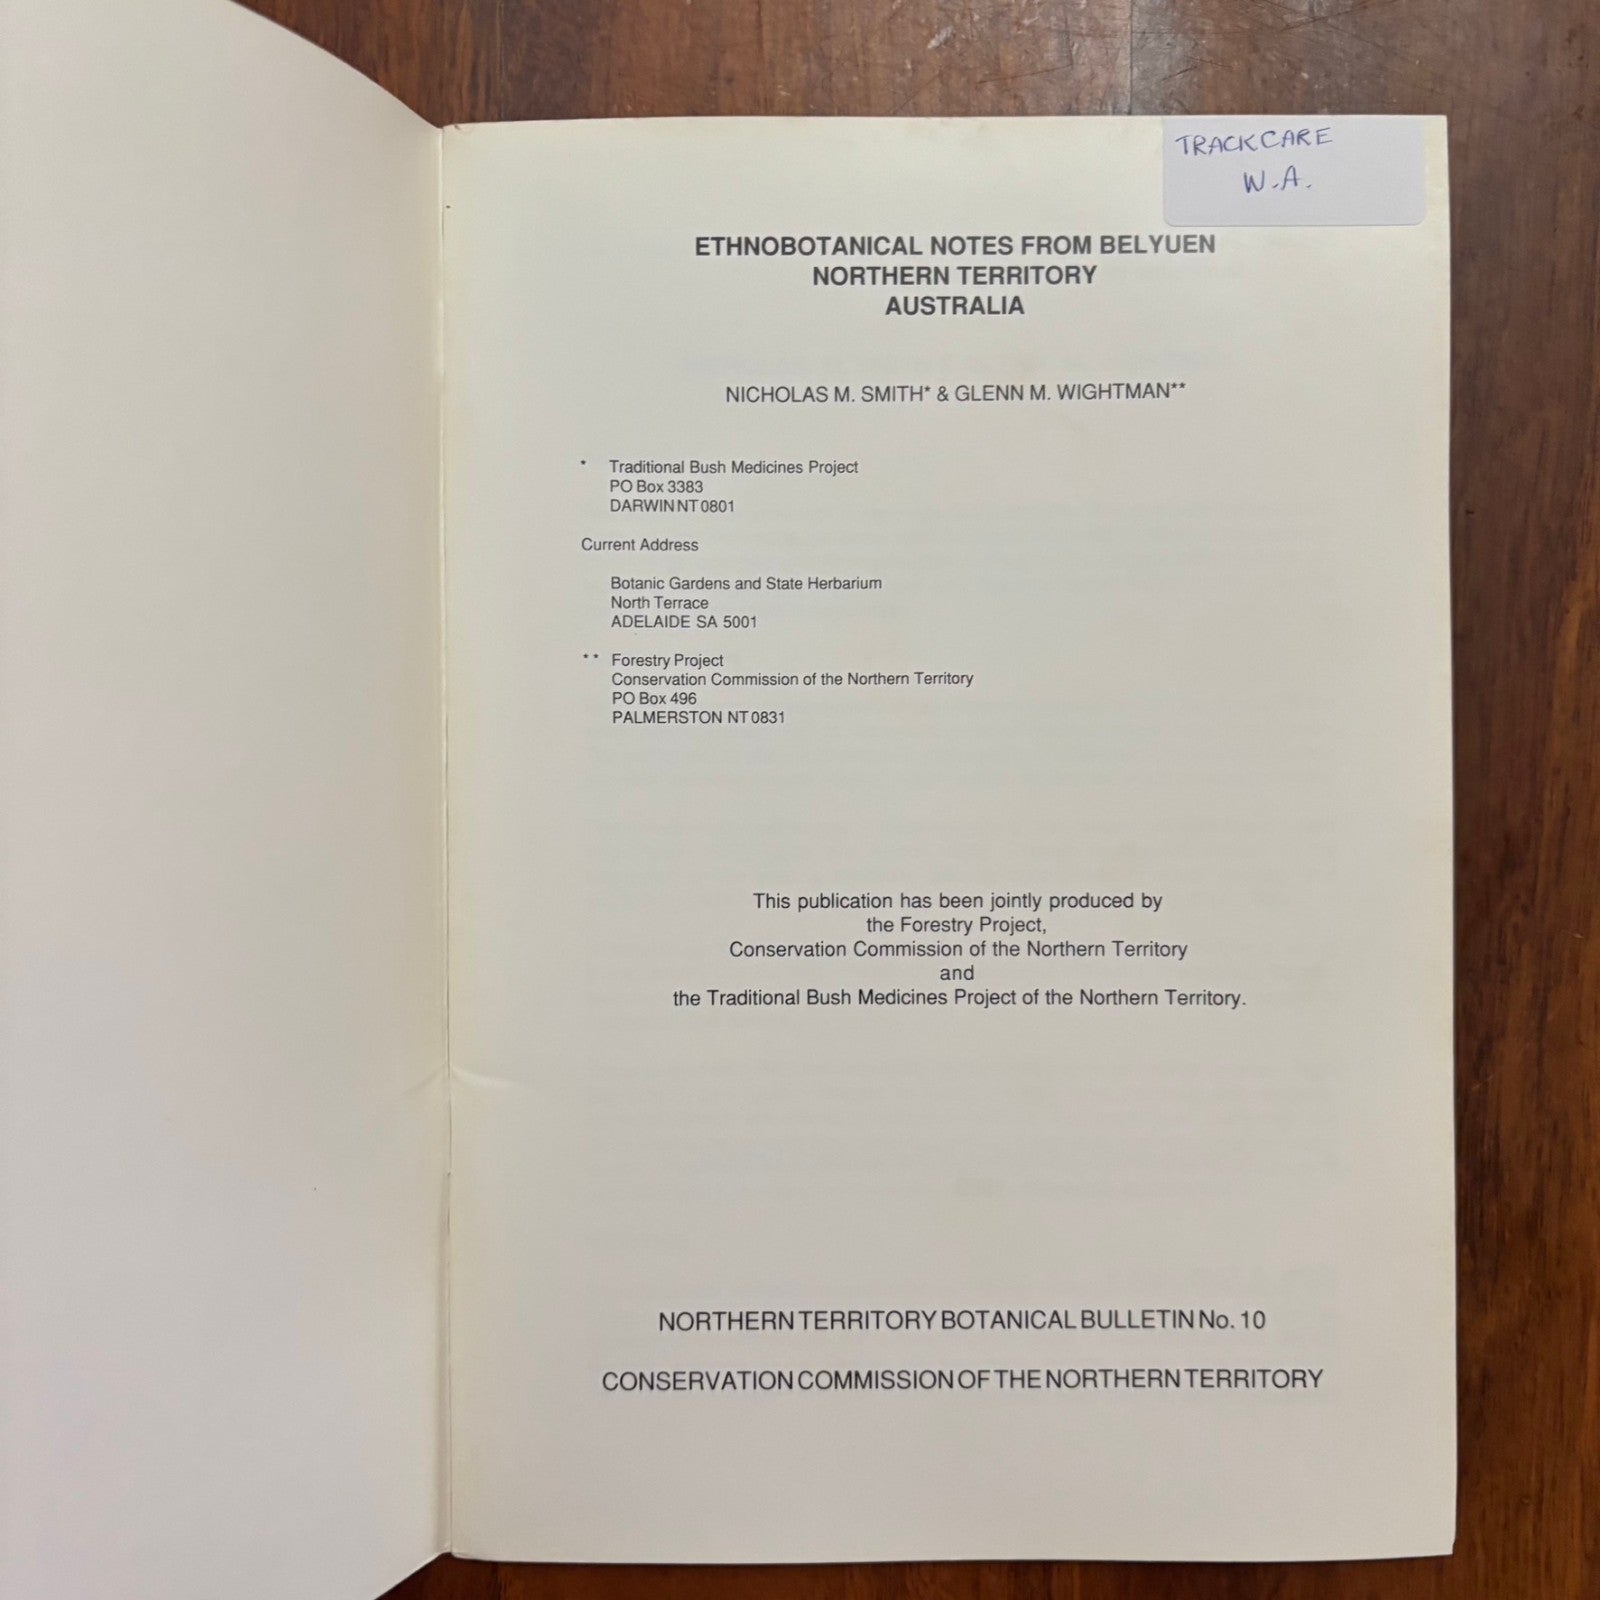 TRACKCARE
W.A.
ETHNOBOTANICAL NOTES FROM BELYUEN
NORTHERN TERRITORY
AUSTRALIA
NICHOLAS M. SMITH* & GLENN M. WIGHTMAN**
* Traditional Bush Medicines Project
PO Box 3383
DARWIN NT 0801
Current Address
Botanic Gardens and State Herbarium
North Terrace
ADELAIDE SA 5001
** Forestry Project
Conservation Commission of the Northern Territory
PO Box 496
PALMERSTON NT 0831
This publication has been jointly produced by
the Forestry Project,
Conservation Commission of the Northern Territory
and
the Traditional Bush Medicines Project of the Northern Territory.
NORTHERN TERRITORY BOTANICAL BULLETIN No. 10
CONSERVATION COMMISSION OF THE NORTHERN TERRITORY